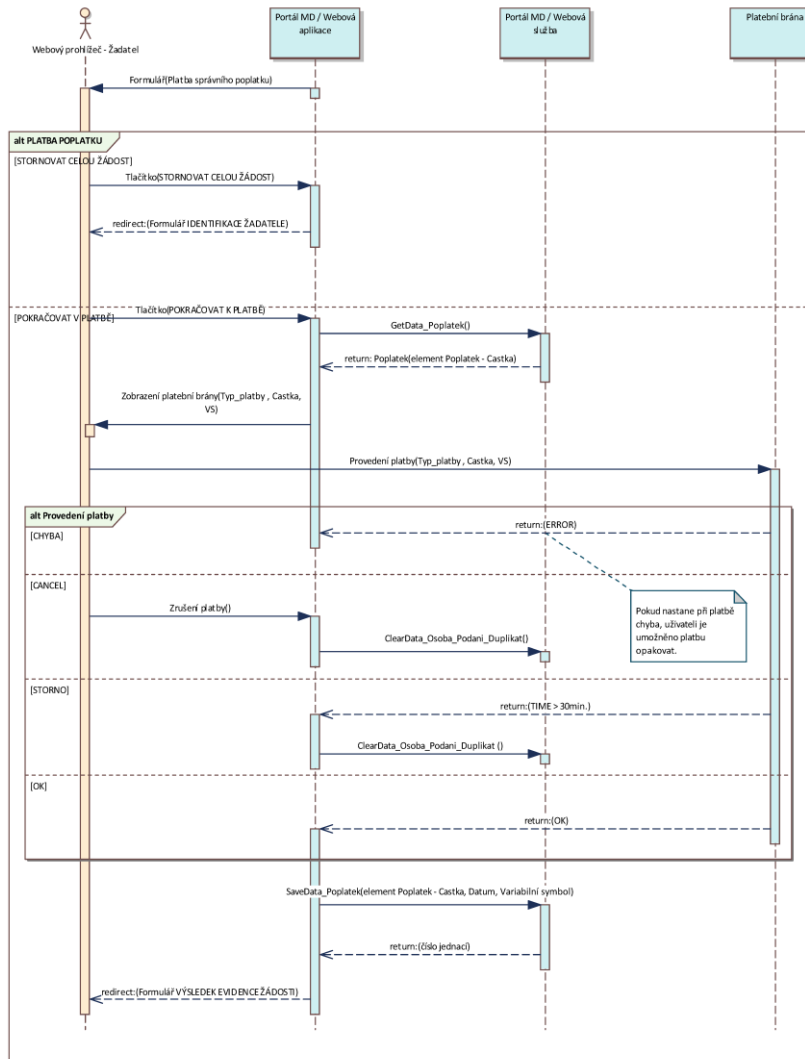 Portál MD / Webová
aplikace
Portál MD / Webová
služba
Platební brána
Webový prohlížeč - Žadatel
Formulář(Platba správního poplatku)
alt PLATBA POPLATKU
[STORNOVAT CELOU ŽÁDOST]
Tlačítko(STORNOVAT CELOU ŽÁDOST)
redirect:(Formulář IDENTIFIKACE ŽADATELE)
[POKRAČOVAT V PLATBĚ]
Tlačítko(POKRAČOVAT K PLATBĚ)
GetData_Poplatek()
return: Poplatek(element Poplatek - Castka)
Zobrazení platební brány(Typ_platby , Castka,
VS)
Provedení platby(Typ_platby , Castka, VS)
alt Provedení platby
[CHYBA]
return:(ERROR)
[CANCEL]
Zrušení platby()
Pokud nastane při platbě
chyba, uživateli je
umožněno platbu
opakovat.
ClearData_Osoba_Podani_Duplikat()
[STORNO]
return:(TIME > 30min.)
ClearData_Osoba_Podani_Duplikat ()
[OK]
return:(OK)
SaveData_Poplatek(element Poplatek - Castka, Datum, Variabilní symbol)
return:(číslo jednací)
redirect:(Formulář VÝSLEDEK EVIDENCE ŽÁDOSTI)